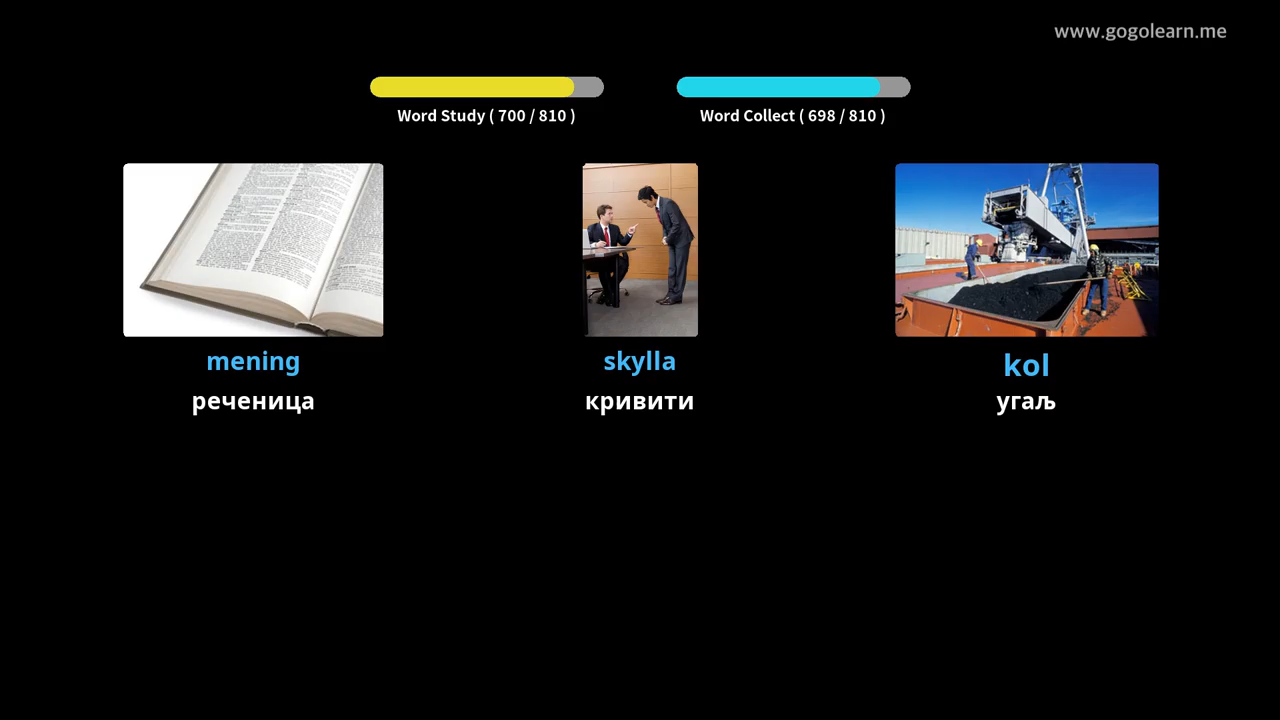 www.gogolearn.me
Word Study ( 700 / 810 )
Word Collect ( 698 / 810 )
mening
skylla
kol
реченица
кривити
угаљ